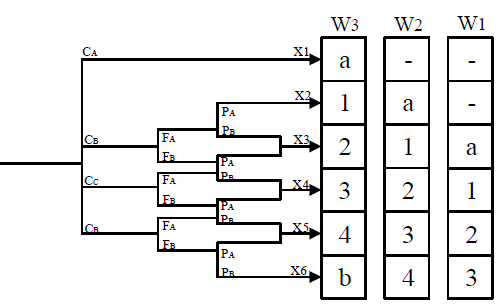 W3 W2 W1
CA X1 a - -
X2 1 a -
PA
CB FA PB X3 2 1 a
FB PA
CC FA PB X4 3 2 1
FB PA
CB FA PB X5 4 3 2
FB PA
PB X6 b 4 3